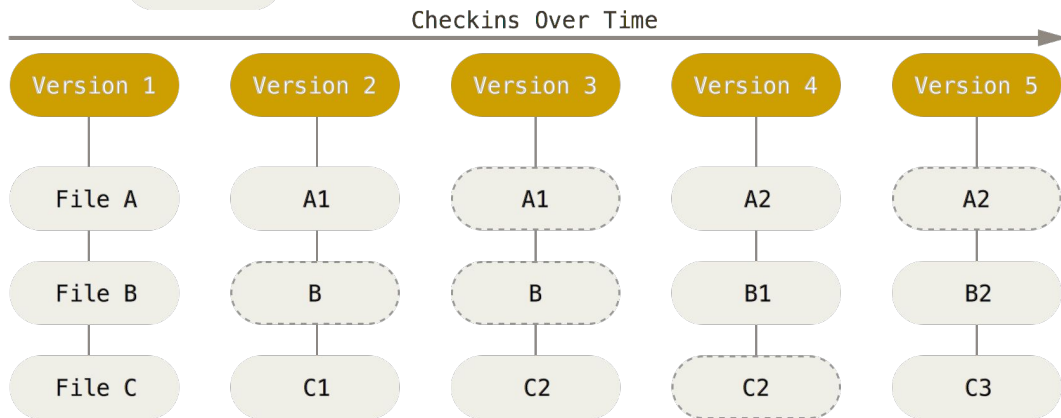 Checkins Over Time
Version 1 Version 2 Version 3 Version 4 Version 5
File A A1 A1 A2 A2
File B B B B1 B2
File C C1 C2 C2 C3